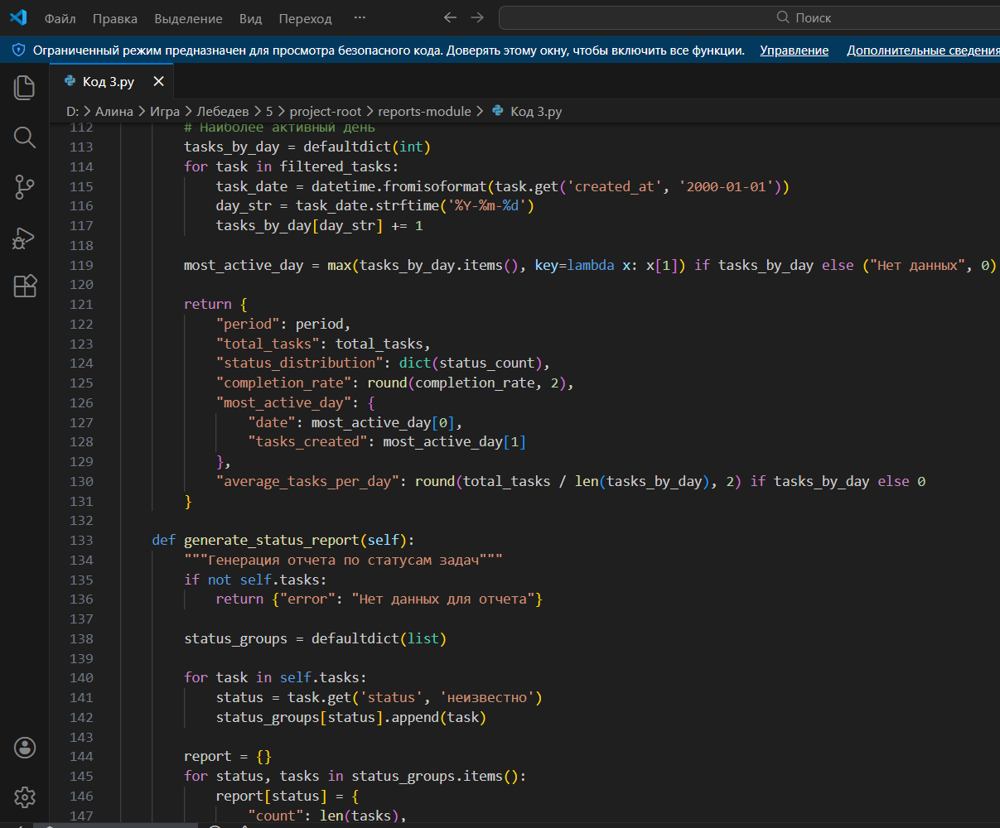 Файл Правка Выделение Вид Переход ··· Поиск
Ограниченный режим предназначен для просмотра безопасного кода. Доверять этому окну, чтобы включить все функции. Управление Дополнительные сведения
Код 3.py
D: > Алина > Игра > Лебедев > 5 > project-root > reports-module > Код 3.py
112 # Наиболее активный день
113 tasks_by_day = defaultdict(int)
114 for task in filtered_tasks:
115 task_date = datetime.fromisoformat(task.get('created_at', '2000-01-01'))
116 day_str = task_date.strftime('%Y-%m-%d')
117 tasks_by_day[day_str] += 1
118
119 most_active_day = max(tasks_by_day.items(), key=lambda x: x[1]) if tasks_by_day else ("Нет данных", 0)
120
121 return {
122 "period": period,
123 "total_tasks": total_tasks,
124 "status_distribution": dict(status_count),
125 "completion_rate": round(completion_rate, 2),
126 "most_active_day": {
127 "date": most_active_day[0],
128 "tasks_created": most_active_day[1]
129 },
130 "average_tasks_per_day": round(total_tasks / len(tasks_by_day), 2) if tasks_by_day else 0
131 }
132
133 def generate_status_report(self):
134 """Генерация отчета по статусам задач"""
135 if not self.tasks:
136 return {"error": "Нет данных для отчета"}
137
138 status_groups = defaultdict(list)
139
140 for task in self.tasks:
141 status = task.get('status', 'неизвестно')
142 status_groups[status].append(task)
143
144 report = {}
145 for status, tasks in status_groups.items():
146 report[status] = {
147 "count": len(tasks),